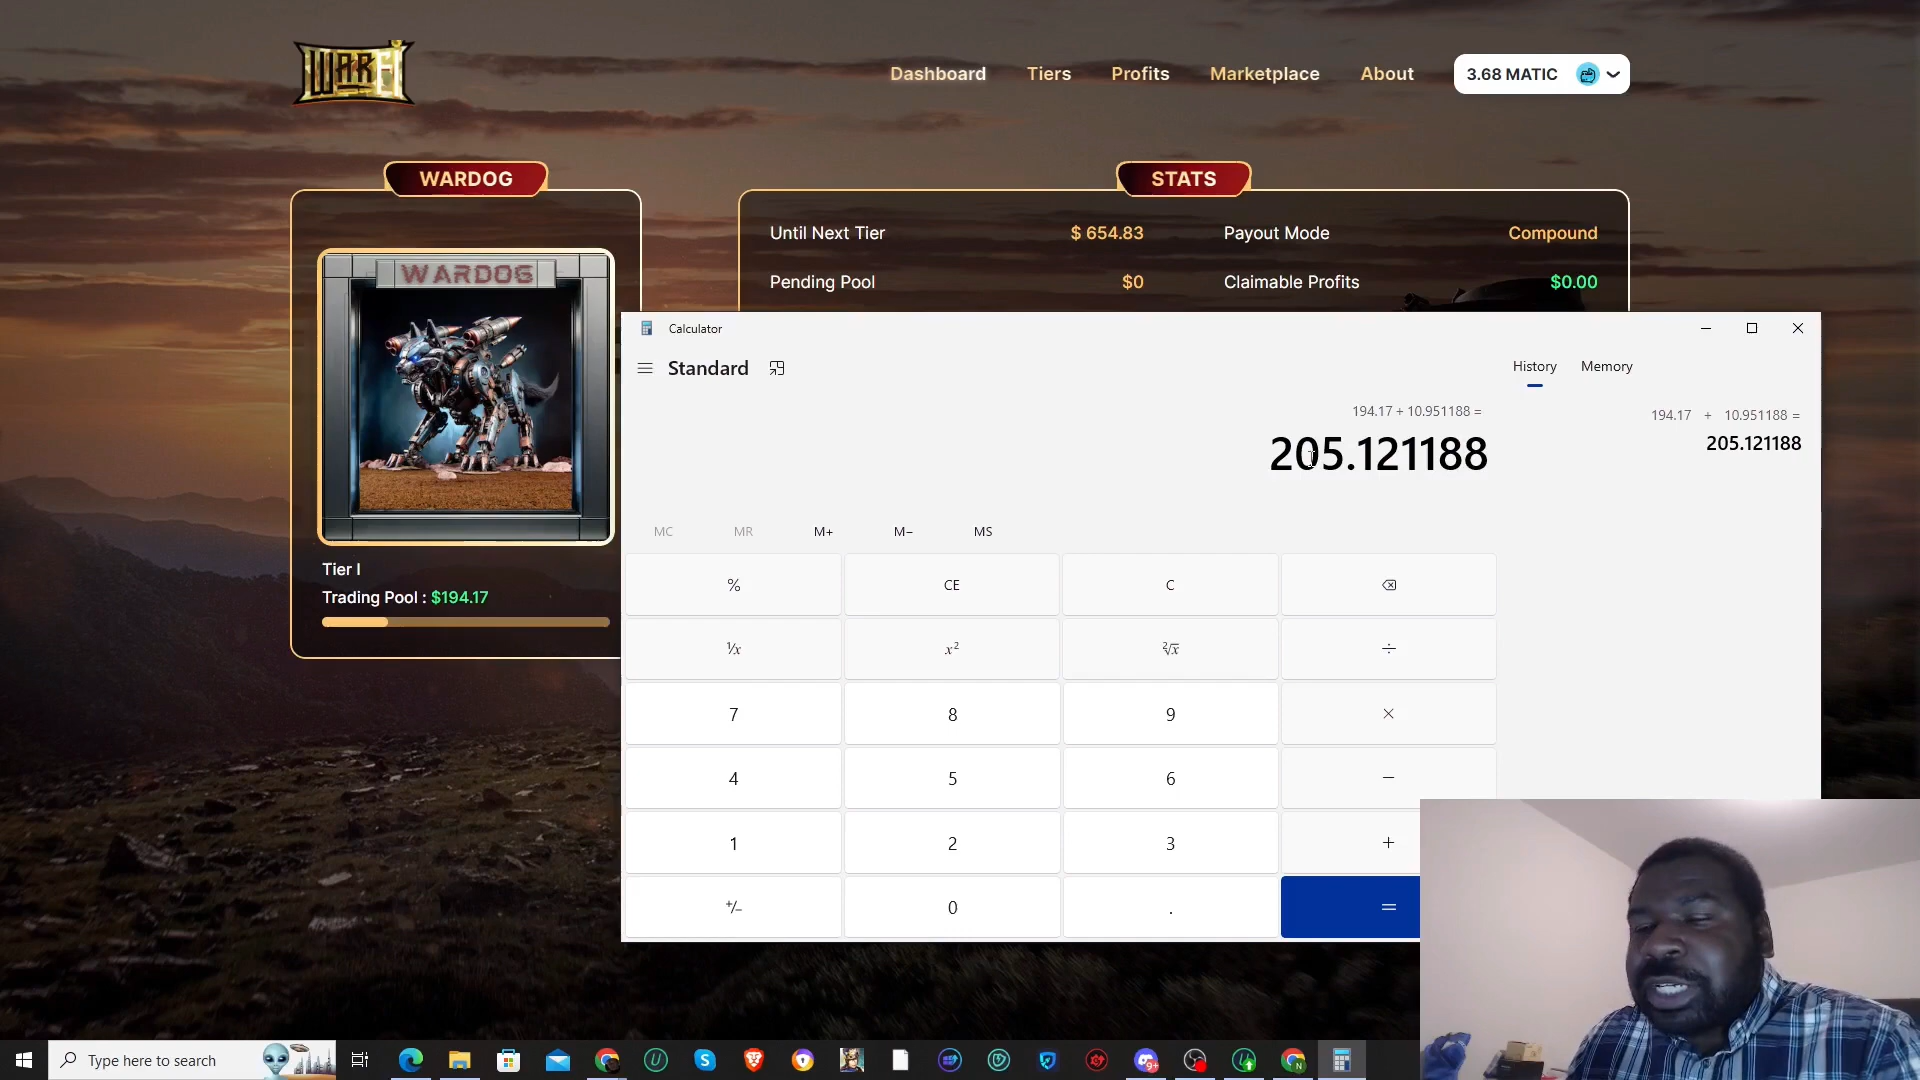 WARFI
Dashboard Tiers Profits Marketplace About 3.68 MATIC
WARDOG
WARDOG
Tier I
Trading Pool : $194.17
STATS
Until Next Tier $ 654.83 Payout Mode Compound
Pending Pool $0 Claimable Profits $0.00
Calculator
Standard
History Memory
194.17 + 10.951188 =
205.121188
194.17 + 10.951188 =
205.121188
MC MR M+ M− MS
% CE C
⅟x x² ²√x ÷
7 8 9 ×
4 5 6 −
1 2 3 +
+/− 0 . =
Type here to search